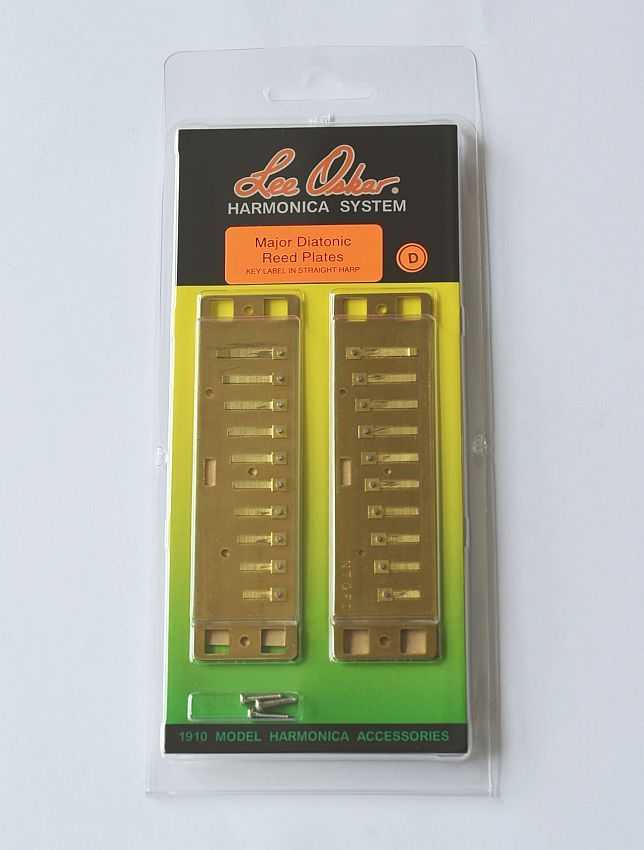 Lee Oskar®
HARMONICA SYSTEM
Major Diatonic
Reed Plates
KEY LABEL IN STRAIGHT HARP
D
1910 MODEL HARMONICA ACCESSORIES